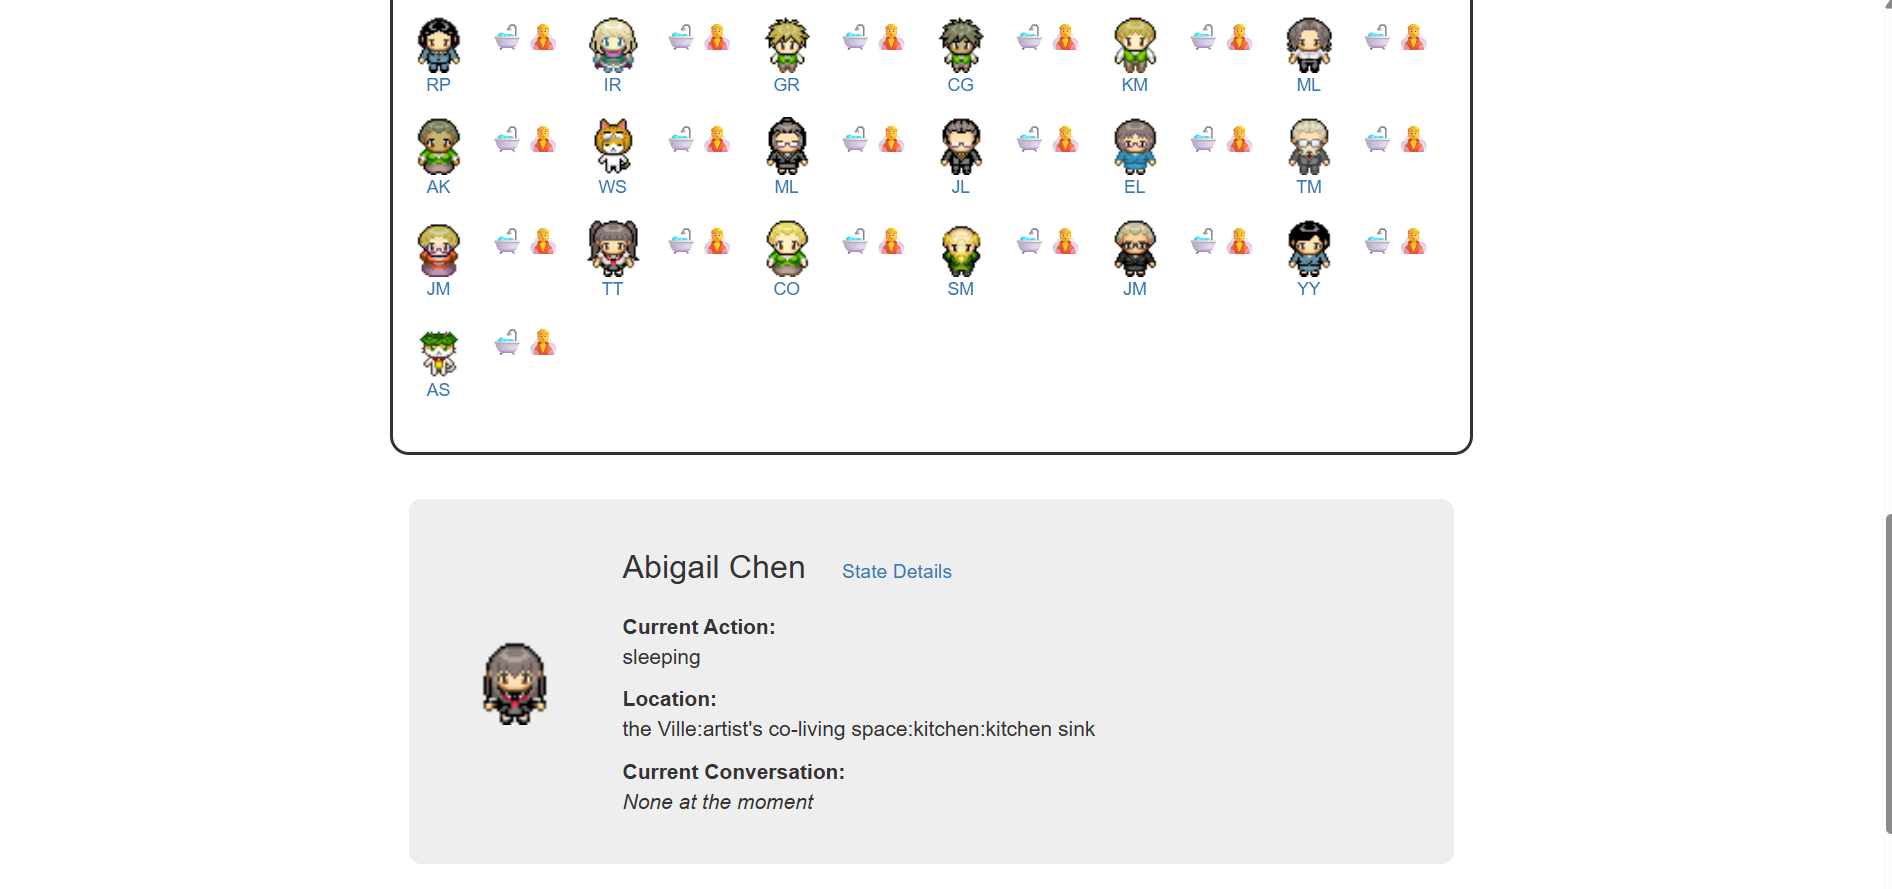 RP IR GR CG KM ML
AK WS ML JL EL TM
JM TT CO SM JM YY
AS
Abigail Chen State Details
Current Action:
sleeping
Location:
the Ville:artist's co-living space:kitchen:kitchen sink
Current Conversation:
None at the moment